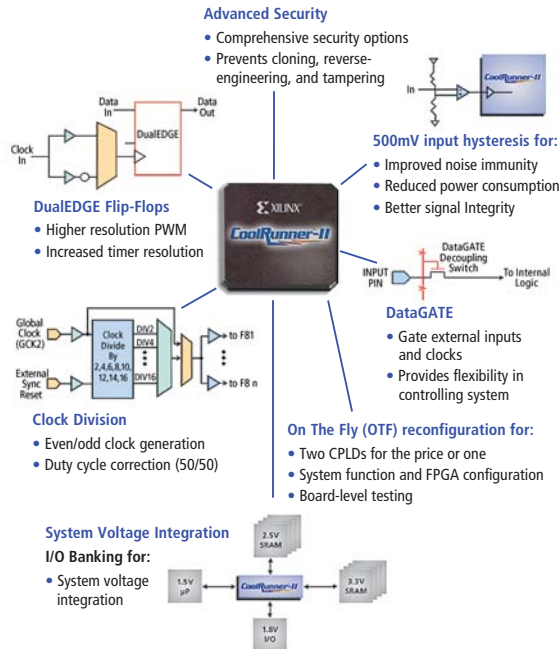 Advanced Security
• Comprehensive security options
• Prevents cloning, reverse-
engineering, and tampering
In
CoolRunner-II
500mV input hysteresis for:
• Improved noise immunity
• Reduced power consumption
• Better signal Integrity
Data
In
Data
Out
DualEDGE
Clock
In
DualEDGE Flip-Flops
• Higher resolution PWM
• Increased timer resolution
XILINX®
CoolRunner-II
DataGATE
Decoupling
Switch
INPUT
PIN
To Internal
Logic
DataGATE
• Gate external inputs
and clocks
• Provides flexibility in
controlling system
Global
Clock
(GCK2)
External
Sync
Reset
Clock
Divide
By
2,4,6,8,10,
12,14,16
DIV2
DIV4
DIV16
to F81
to F8 n
Clock Division
• Even/odd clock generation
• Duty cycle correction (50/50)
On The Fly (OTF) reconfiguration for:
• Two CPLDs for the price or one
• System function and FPGA configuration
• Board-level testing
System Voltage Integration
I/O Banking for:
• System voltage
integration
2.5V
SRAM
1.5V
µP
CoolRunner-II
3.3V
SRAM
1.8V
I/O